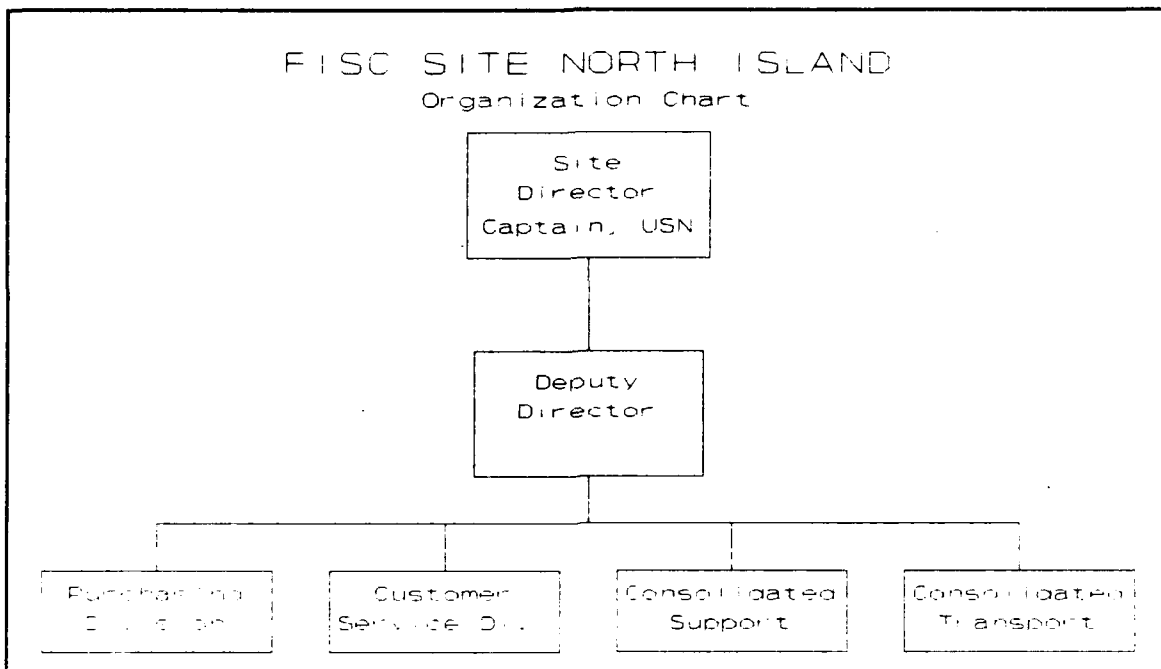 FISC SITE NORTH ISLAND
Organization Chart
Site
Director
Captain, USN
Deputy
Director
Purchasing
Division
Customer
Service Div.
Consolidated
Support
Consolidated
Transport